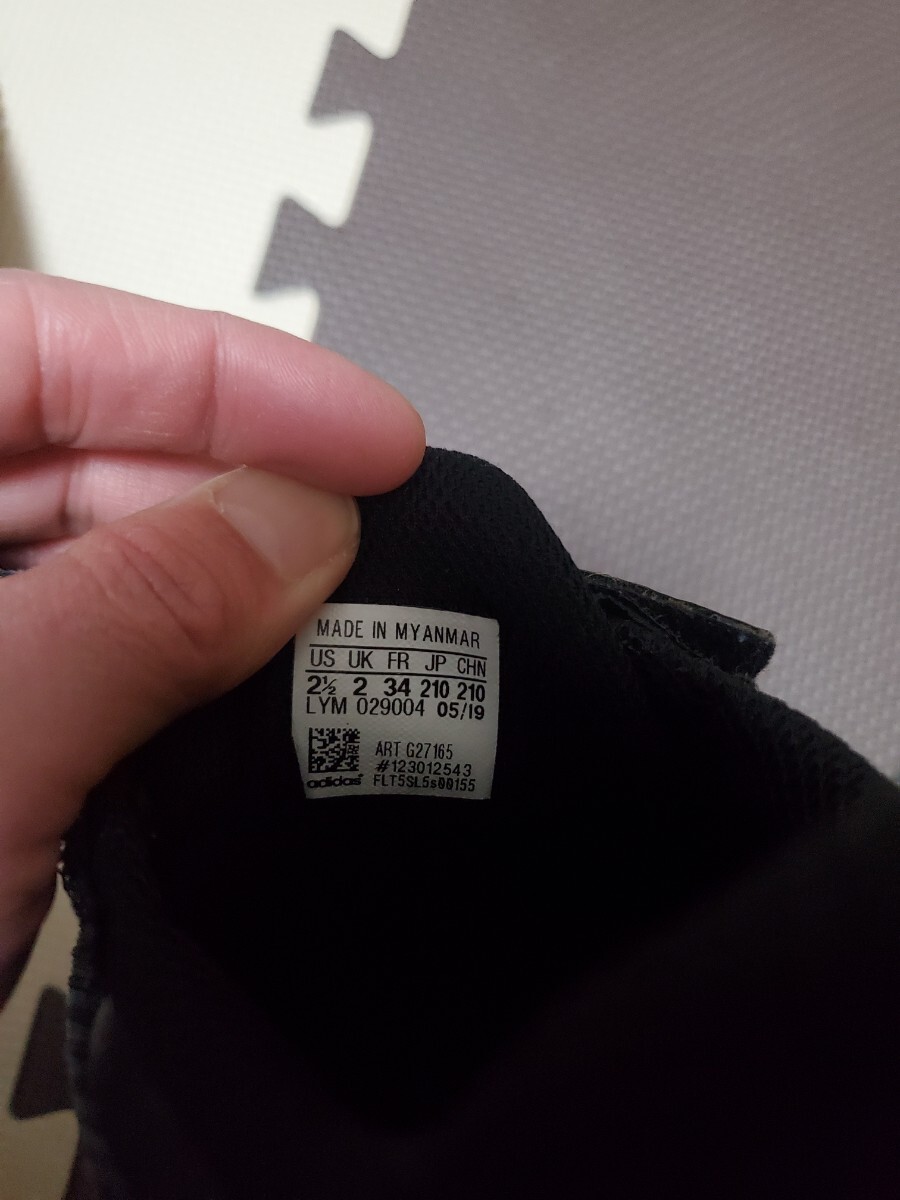 MADE IN MYANMAR
US UK FR JP CHN
2½ 2 34 210 210
LYM 029004 05/19
ART G27165
#123012543
adidas FLT5SL5s00155